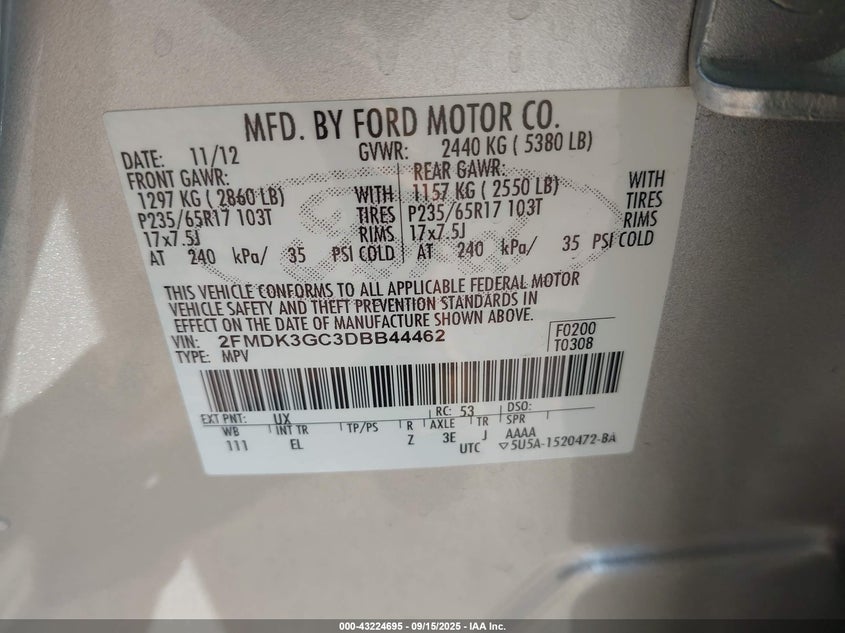 MFD. BY FORD MOTOR CO.
DATE: 11/12 GVWR: 2440 KG ( 5380 LB)
FRONT GAWR: REAR GAWR:
1297 KG ( 2860 LB) WITH 1157 KG ( 2550 LB) WITH
P235/65R17 103T TIRES P235/65R17 103T TIRES
17x7.5J RIMS 17x7.5J RIMS
AT 240 kPa/ 35 PSI COLD AT 240 kPa/ 35 PSI COLD
THIS VEHICLE CONFORMS TO ALL APPLICABLE FEDERAL MOTOR
VEHICLE SAFETY AND THEFT PREVENTION STANDARDS IN
EFFECT ON THE DATE OF MANUFACTURE SHOWN ABOVE.
VIN: 2FMDK3GC3DBB44462 F0200
TYPE: MPV T0308
EXT PNT: UX RC: 53 DSO:
WB INT TR TP/PS R AXLE TR SPR
111 EL Z 3E J AAAA
UTC ▽5U5A-1520472-BA
000-43224695 - 09/15/2025 - IAA Inc.